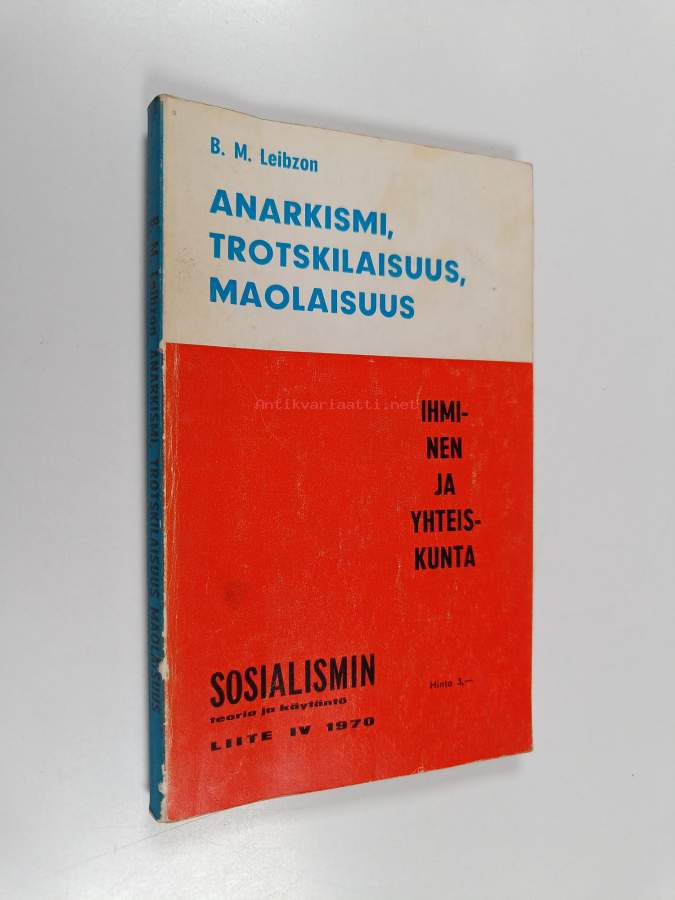 B. M. Leibzon
ANARKISMI,
TROTSKILAISUUS,
MAOLAISUUS
Antikvariaatti.net
IHMI-
NEN
JA
YHTEIS-
KUNTA
SOSIALISMIN
teoria ja käytäntö
LIITE IV 1970
Hinta 3,—
B. M. Leibzon ANARKISMI TROTSKILAISUUS MAOLAISUUS